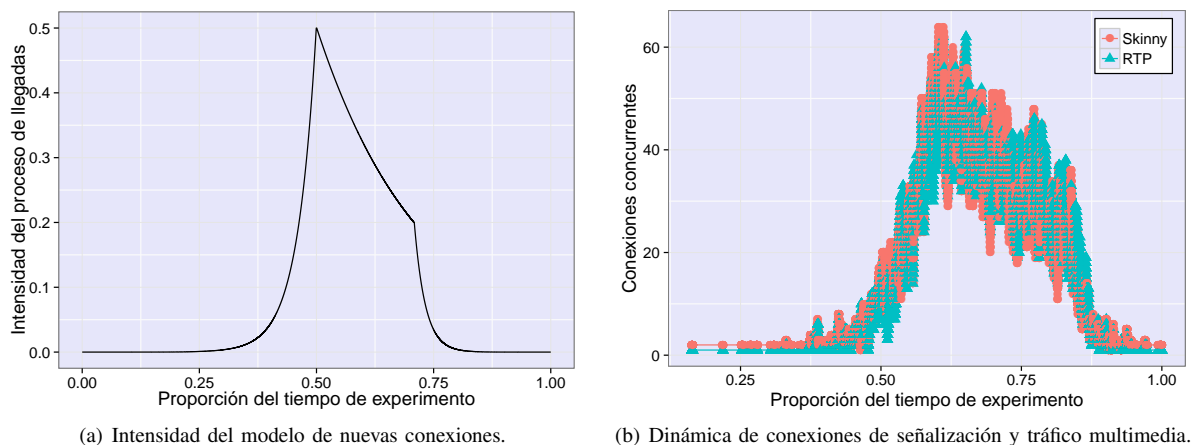 Intensidad del proceso de llegadas
0.5
0.4
0.3
0.2
0.1
0.0
0.00
0.25
0.50
0.75
1.00
Proporción del tiempo de experimento
(a) Intensidad del modelo de nuevas conexiones.
Conexiones concurrentes
60
40
20
0
Skinny
RTP
0.25
0.50
0.75
1.00
Proporción del tiempo de experimento
(b) Dinámica de conexiones de señalización y tráfico multimedia.